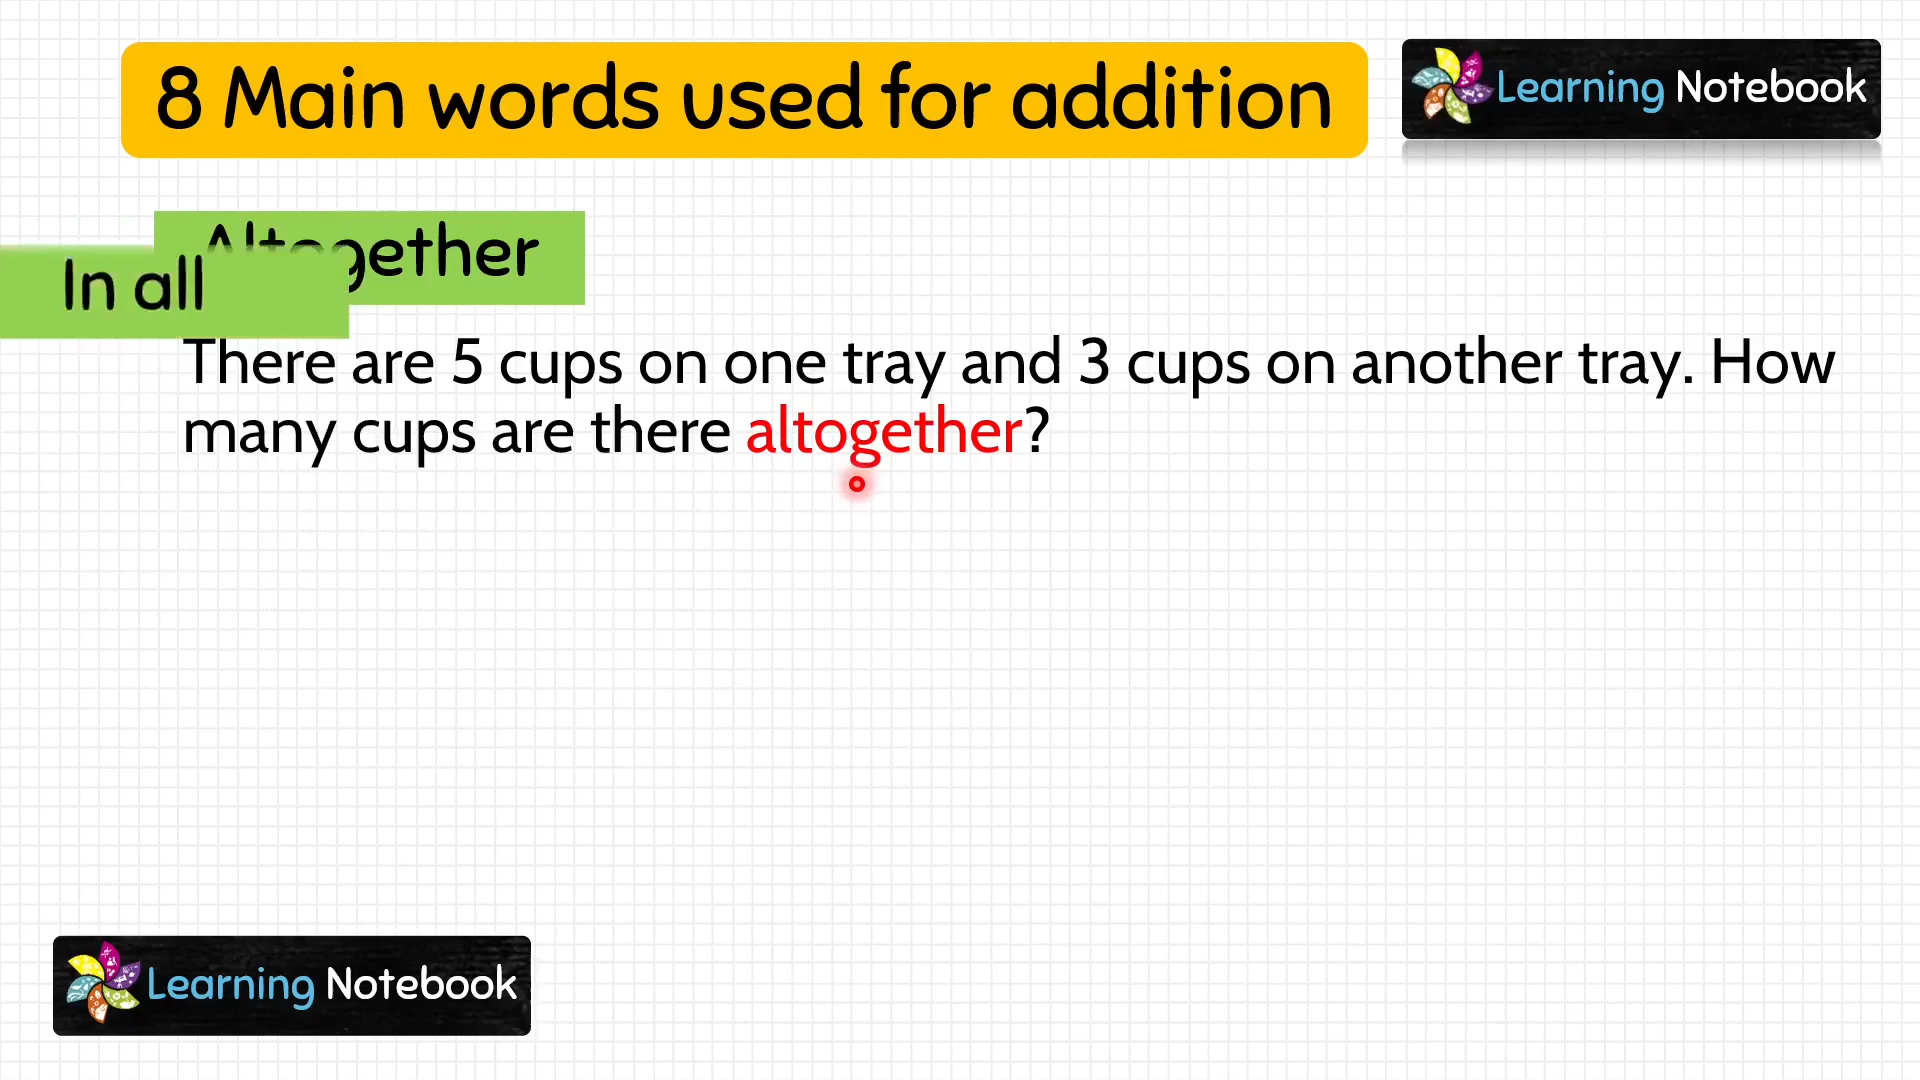 8 Main words used for addition
Learning Notebook
Altogether
In all
There are 5 cups on one tray and 3 cups on another tray. How
many cups are there altogether?
Learning Notebook